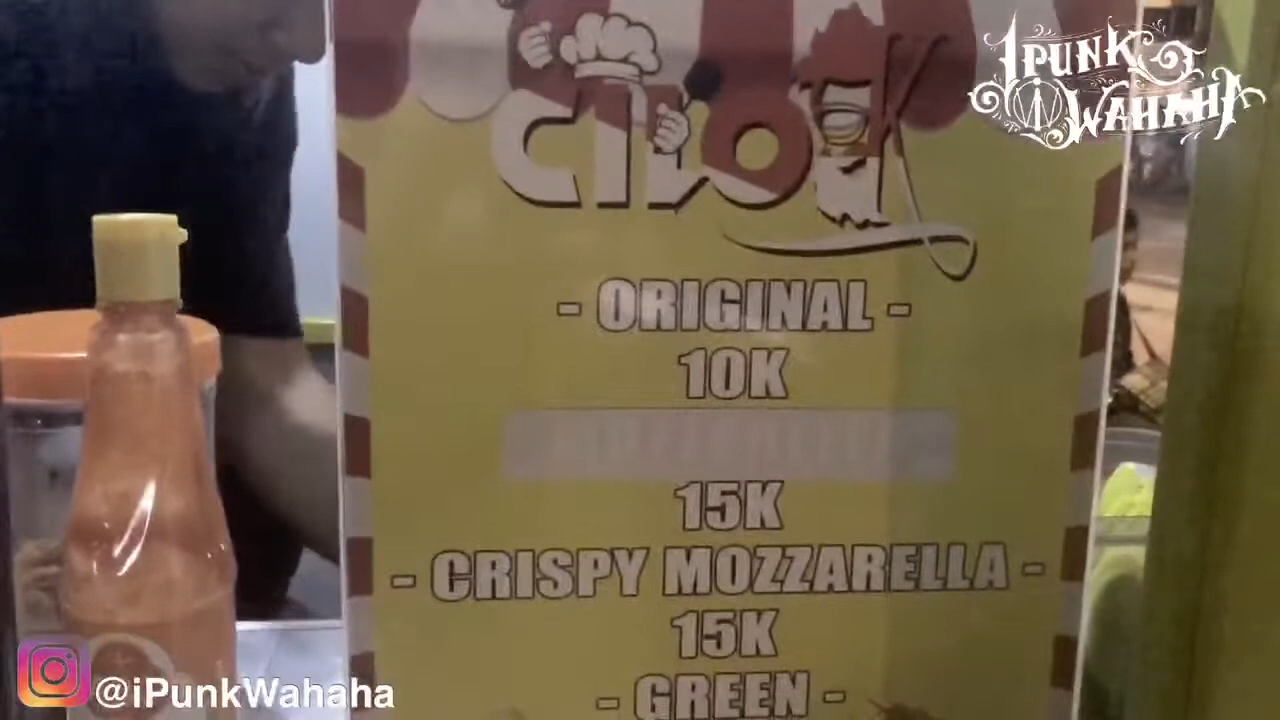 IPUNK
WAHAHA
CILOK
- ORIGINAL -
10K
15K
- CRISPY MOZZARELLA -
15K
- GREEN -
@iPunkWahaha